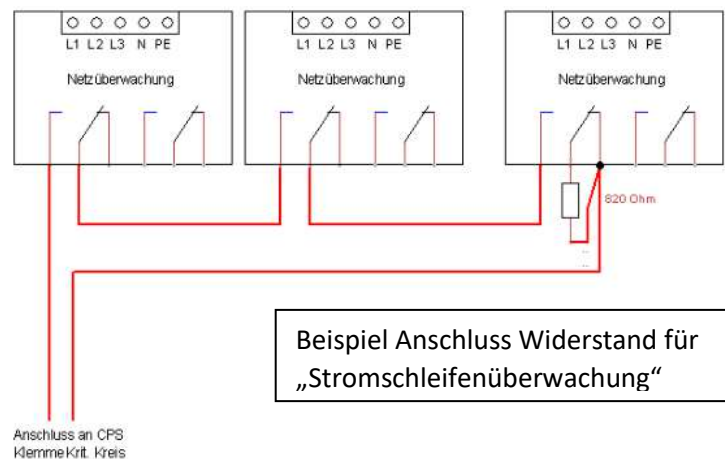 L1 L2 L3 N PE
Netzüberwachung
L1 L2 L3 N PE
Netzüberwachung
L1 L2 L3 N PE
Netzüberwachung
820 Ohm
Beispiel Anschluss Widerstand für
„Stromschleifenüberwachung“
Anschluss an CPS
Klemme Krit. Kreis